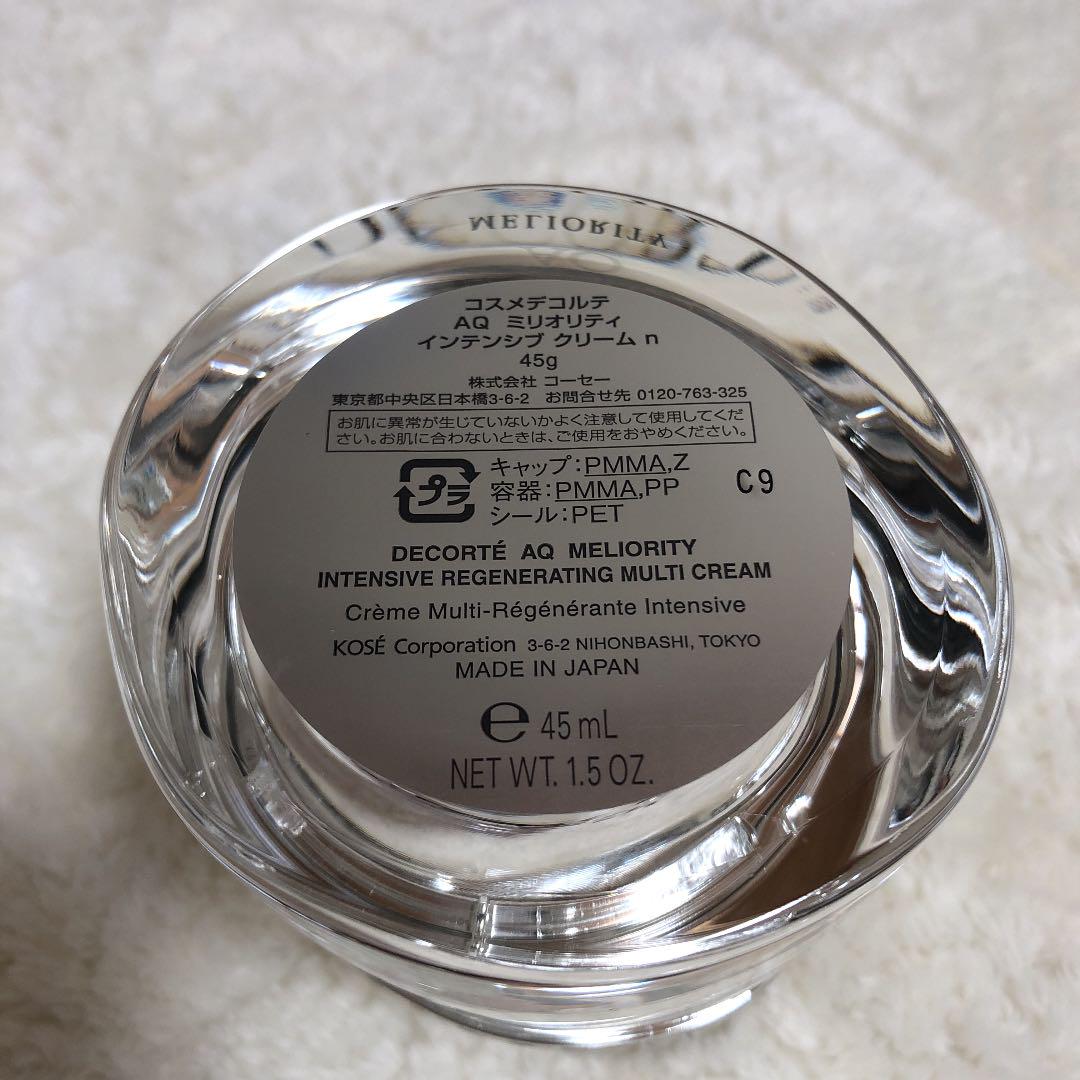 MELIORITY
コスメデコルテ
AQ ミリオリティ
インテンシブ クリーム n
45g
株式会社 コーセー
東京都中央区日本橋3-6-2 お問合せ先 0120-763-325
お肌に異常が生じていないかよく注意して使用してくだ
さい。お肌に合わないときは、ご使用をおやめください。
プラ
キャップ:PMMA,Z
容器:PMMA,PP
シール:PET
C9
DECORTÉ AQ MELIORITY
INTENSIVE REGENERATING MULTI CREAM
Crème Multi-Régénérante Intensive
KOSÉ Corporation 3-6-2 NIHONBASHI, TOKYO
MADE IN JAPAN
℮ 45 mL
NET WT. 1.5 OZ.